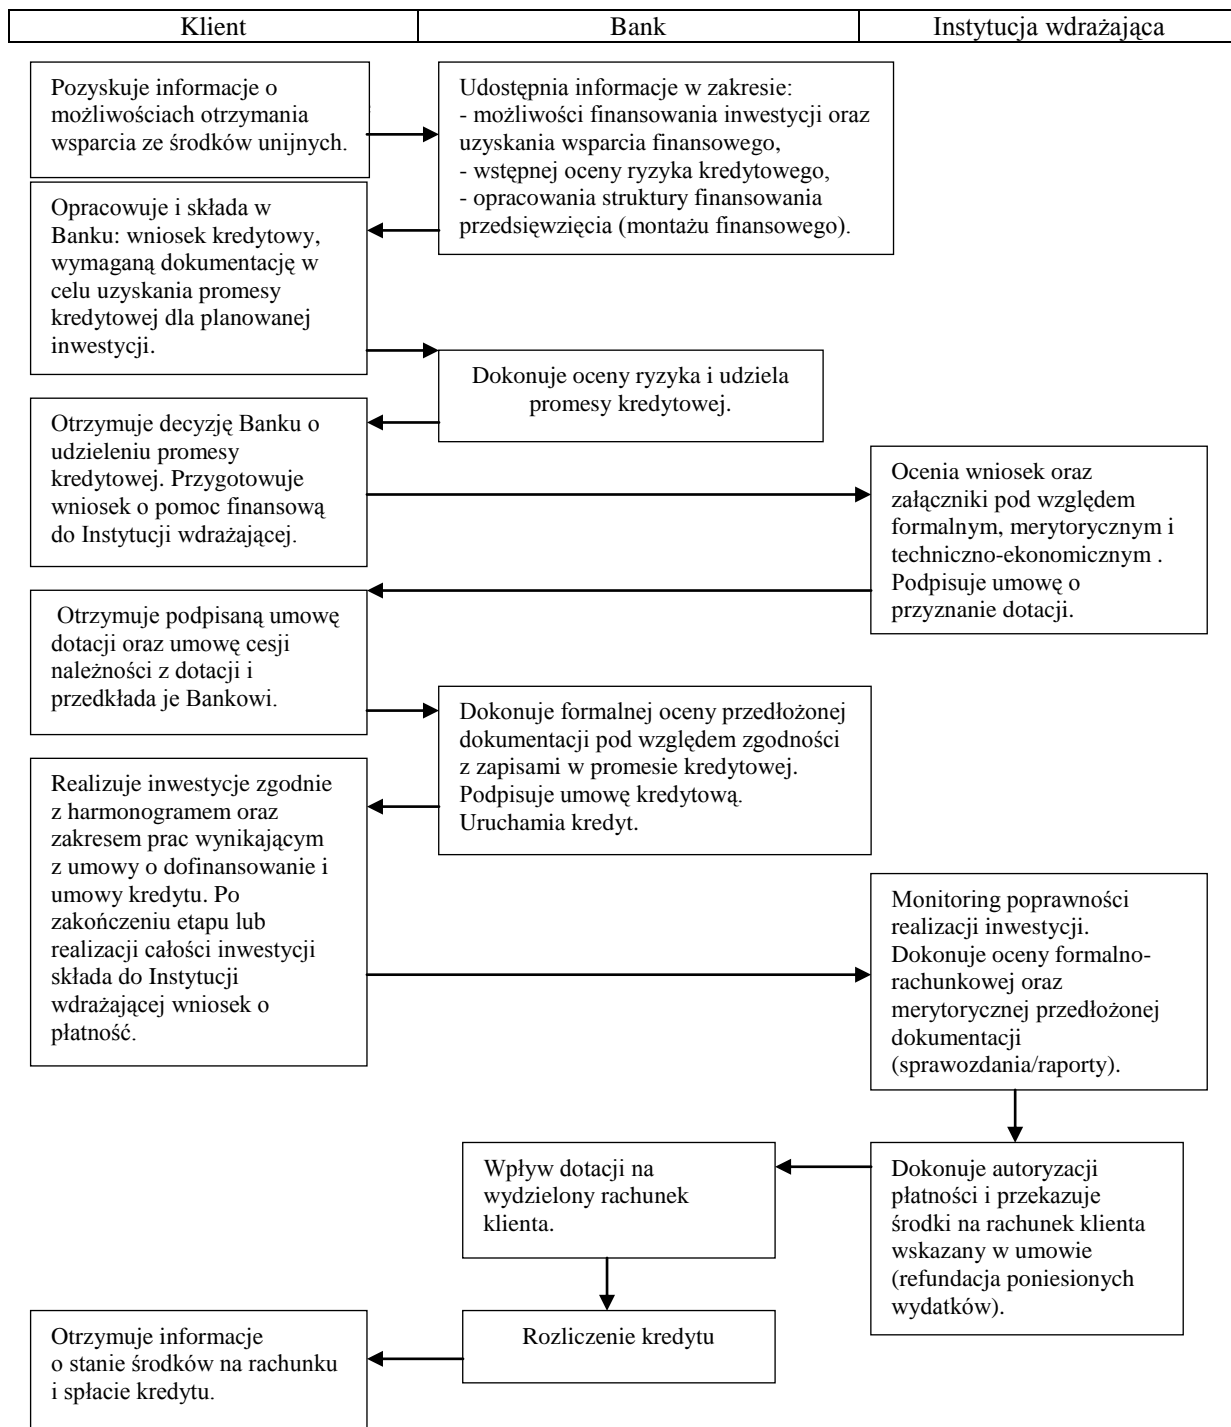 Klient
Bank
Instytucja wdrażająca
Pozyskuje informacje o
możliwościach otrzymania
wsparcia ze środków unijnych.
Udostępnia informacje w zakresie:
- możliwości finansowania inwestycji oraz
uzyskania wsparcia finansowego,
- wstępnej oceny ryzyka kredytowego,
- opracowania struktury finansowania
przedsięwzięcia (montażu finansowego).
Opracowuje i składa w
Banku: wniosek kredytowy,
wymaganą dokumentację w
celu uzyskania promesy
kredytowej dla planowanej
inwestycji.
Dokonuje oceny ryzyka i udziela
promesy kredytowej.
Otrzymuje decyzję Banku o
udzieleniu promesy
kredytowej. Przygotowuje
wniosek o pomoc finansową
do Instytucji wdrażającej.
Ocenia wniosek oraz
załączniki pod względem
formalnym, merytorycznym i
techniczno-ekonomicznym .
Podpisuje umowę o
przyznanie dotacji.
Otrzymuje podpisaną umowę
dotacji oraz umowę cesji
należności z dotacji i
przedkłada je Bankowi.
Dokonuje formalnej oceny przedłożonej
dokumentacji pod względem zgodności
z zapisami w promesie kredytowej.
Podpisuje umowę kredytową.
Uruchamia kredyt.
Realizuje inwestycje zgodnie
z harmonogramem oraz
zakresem prac wynikającym
z umowy o dofinansowanie i
umowy kredytu. Po
zakończeniu etapu lub
realizacji całości inwestycji
składa do Instytucji
wdrażającej wniosek o
płatność.
Monitoring poprawności
realizacji inwestycji.
Dokonuje oceny formalno-
rachunkowej oraz
merytorycznej przedłożonej
dokumentacji
(sprawozdania/raporty).
Wpływ dotacji na
wydzielony rachunek
klienta.
Dokonuje autoryzacji
płatności i przekazuje
środki na rachunek klienta
wskazany w umowie
(refundacja poniesionych
wydatków).
Rozliczenie kredytu
Otrzymuje informacje
o stanie środków na rachunku
i spłacie kredytu.